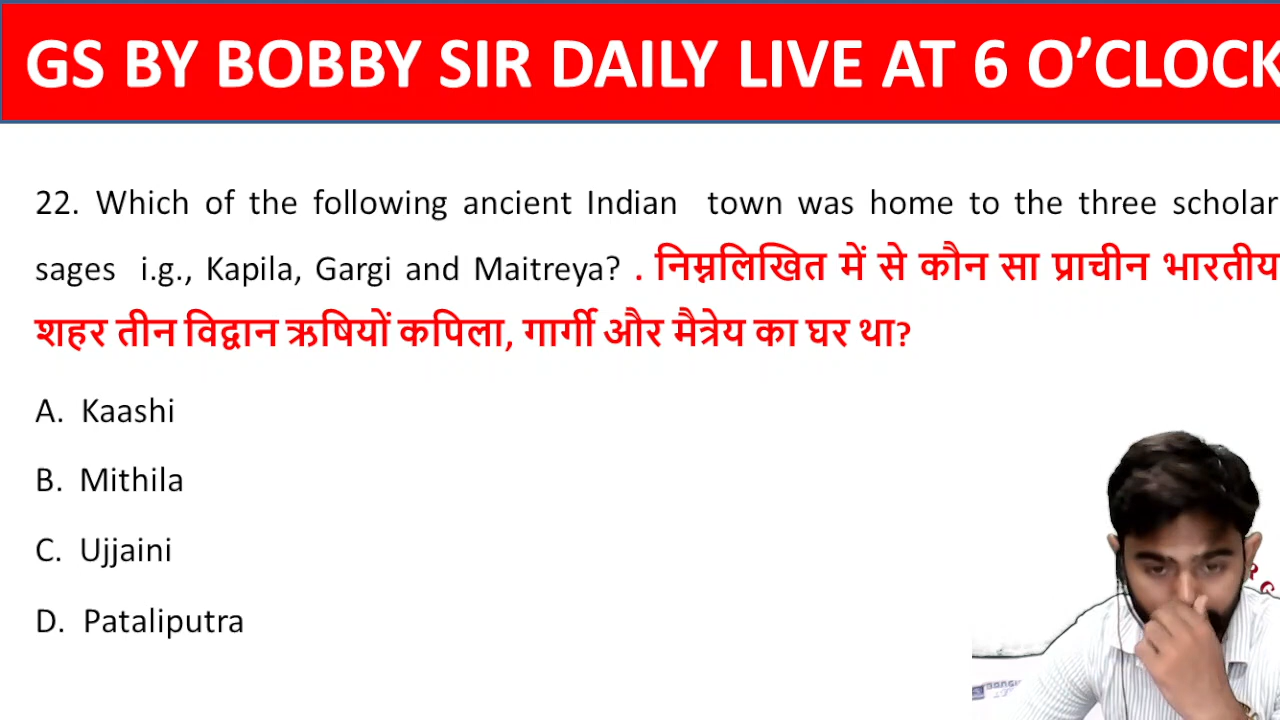 GS BY BOBBY SIR DAILY LIVE AT 6 O’CLOCK
22. Which of the following ancient Indian town was home to the three scholar
sages i.g., Kapila, Gargi and Maitreya? . निम्नलिखित में से कौन सा प्राचीन भारतीय
शहर तीन विद्वान ऋषियों कपिला, गार्गी और मैत्रेय का घर था?
A. Kaashi
B. Mithila
C. Ujjaini
D. Pataliputra